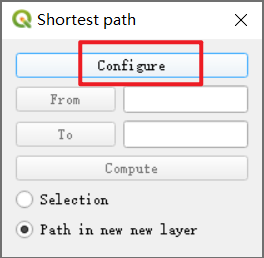 Shortest path
Configure
From
To
Compute
Selection
Path in new new layer